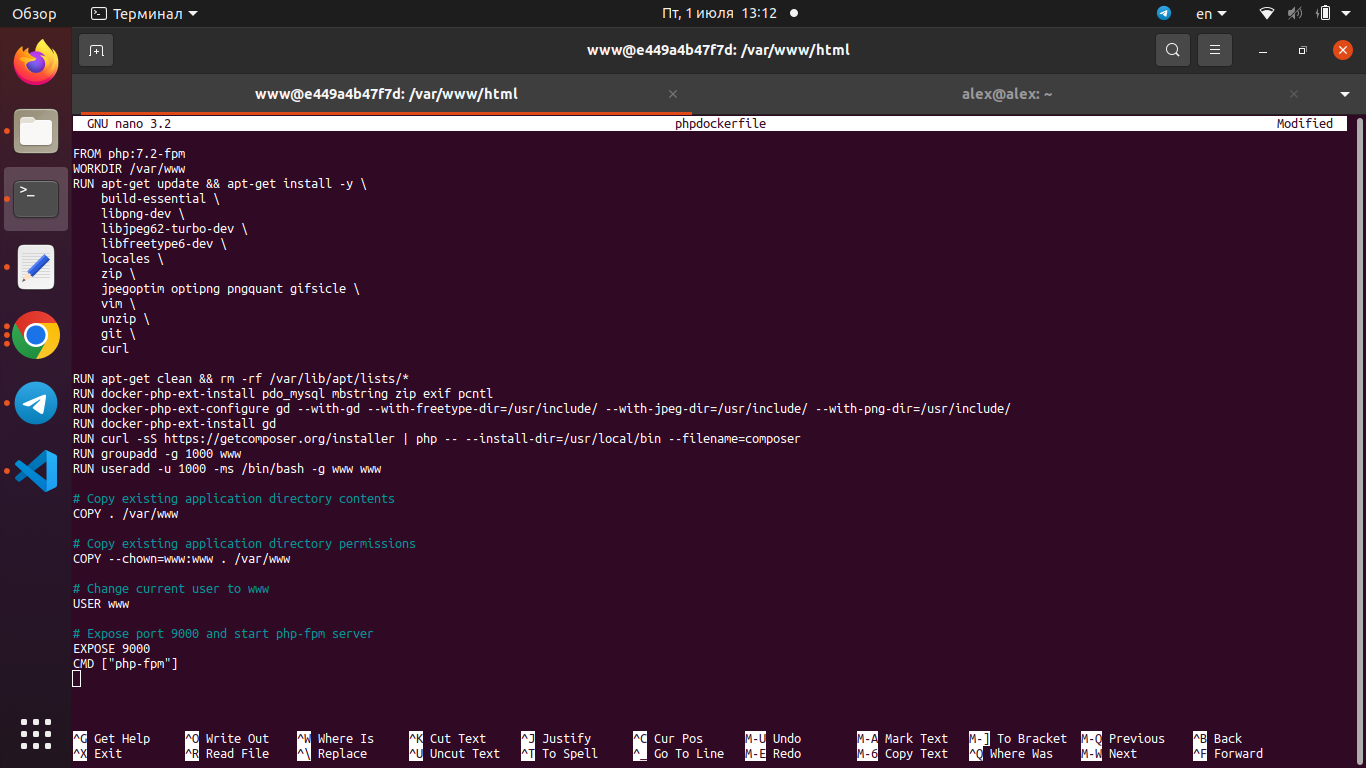 Обзор
Терминал
Пт, 1 июля 13:12
en
www@e449a4b47f7d: /var/www/html
www@e449a4b47f7d: /var/www/html
alex@alex: ~
GNU nano 3.2 phpdockerfile Modified
FROM php:7.2-fpm
WORKDIR /var/www
RUN apt-get update && apt-get install -y \
    build-essential \
    libpng-dev \
    libjpeg62-turbo-dev \
    libfreetype6-dev \
    locales \
    zip \
    jpegoptim optipng pngquant gifsicle \
    vim \
    unzip \
    git \
    curl
RUN apt-get clean && rm -rf /var/lib/apt/lists/*
RUN docker-php-ext-install pdo_mysql mbstring zip exif pcntl
RUN docker-php-ext-configure gd --with-gd --with-freetype-dir=/usr/include/ --with-jpeg-dir=/usr/include/ --with-png-dir=/usr/include/
RUN docker-php-ext-install gd
RUN curl -sS https://getcomposer.org/installer | php -- --install-dir=/usr/local/bin --filename=composer
RUN groupadd -g 1000 www
RUN useradd -u 1000 -ms /bin/bash -g www www
# Copy existing application directory contents
COPY . /var/www
# Copy existing application directory permissions
COPY --chown=www:www . /var/www
# Change current user to www
USER www
# Expose port 9000 and start php-fpm server
EXPOSE 9000
CMD ["php-fpm"]
^G Get Help ^O Write Out ^W Where Is ^K Cut Text ^J Justify ^C Cur Pos M-U Undo M-A Mark Text M-] To Bracket M-Q Previous ^B Back
^X Exit ^R Read File ^\ Replace ^U Uncut Text ^T To Spell ^_ Go To Line M-E Redo M-6 Copy Text ^Q Where Was M-W Next ^F Forward